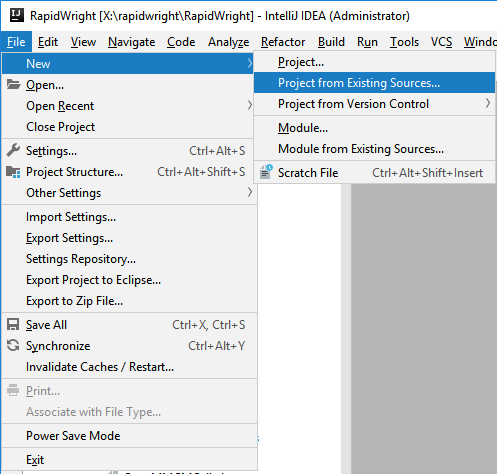 RapidWright [X:\rapidwright\RapidWright] - IntelliJ IDEA (Administrator)
File Edit View Navigate Code Analyze Refactor Build Run Tools VCS Windo
New
Open...
Open Recent
Close Project
Settings... Ctrl+Alt+S
Project Structure... Ctrl+Alt+Shift+S
Other Settings
Import Settings...
Export Settings...
Settings Repository...
Export Project to Eclipse...
Export to Zip File...
Save All Ctrl+X, Ctrl+S
Synchronize Ctrl+Alt+Y
Invalidate Caches / Restart...
Print...
Associate with File Type...
Power Save Mode
Exit
Project...
Project from Existing Sources...
Project from Version Control
Module...
Module from Existing Sources...
Scratch File Ctrl+Alt+Shift+Insert